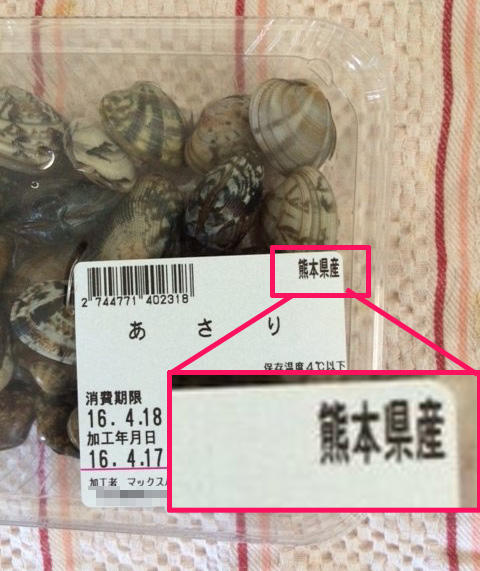 熊本県産
2 744771 402318
あさり
保存温度4℃以下
消費期限
16. 4.18
加工年月日
16. 4.17
加工者 マックス
熊本県産